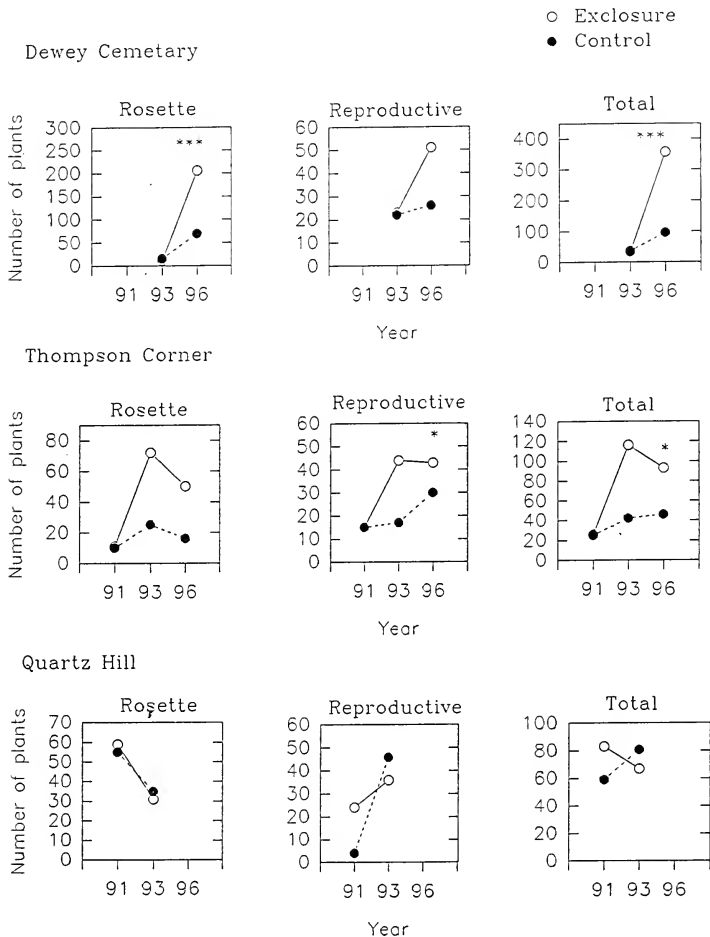 ○ Exclosure
● Control
Dewey Cemetary
Rosette
Reproductive
Total
Number of plants
300
250
200
150
100
50
0
***
91 93 96
60
50
40
30
20
10
0
91 93 96
400
300
200
100
0
***
91 93 96
Year
Thompson Corner
Rosette
Reproductive
Total
Number of plants
80
60
40
20
0
91 93 96
60
50
40
30
20
10
0
*
91 93 96
140
120
100
80
60
40
20
0
*
91 93 96
Year
Quartz Hill
Rosette
Reproductive
Total
Number of plants
70
60
50
40
30
20
10
0
91 93 96
60
50
40
30
20
10
0
91 93 96
100
80
60
40
20
0
91 93 96
Year